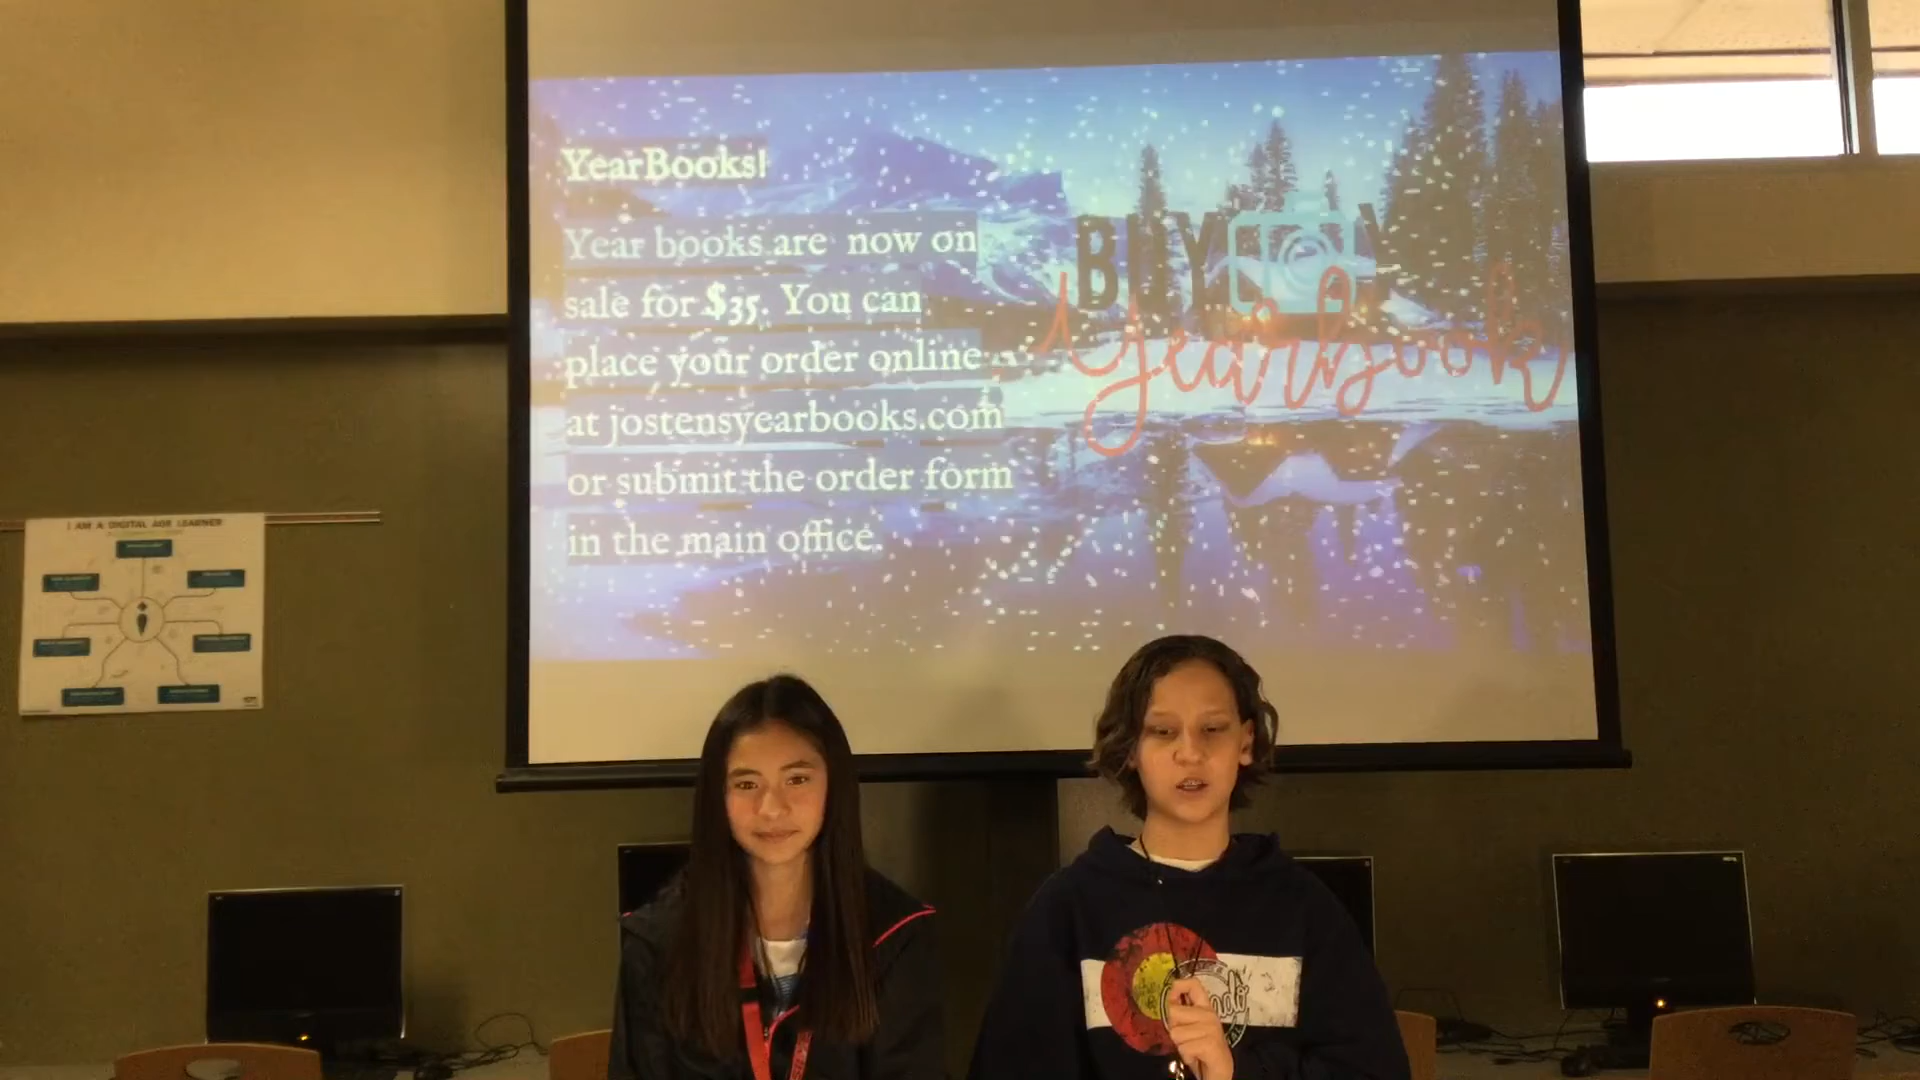 YearBooks!
Year books are now on
sale for $35. You can
place your order online
at jostensyearbooks.com
or submit the order form
in the main office.
BUY
Yearbook
I AM A DIGITAL AGE LEARNER